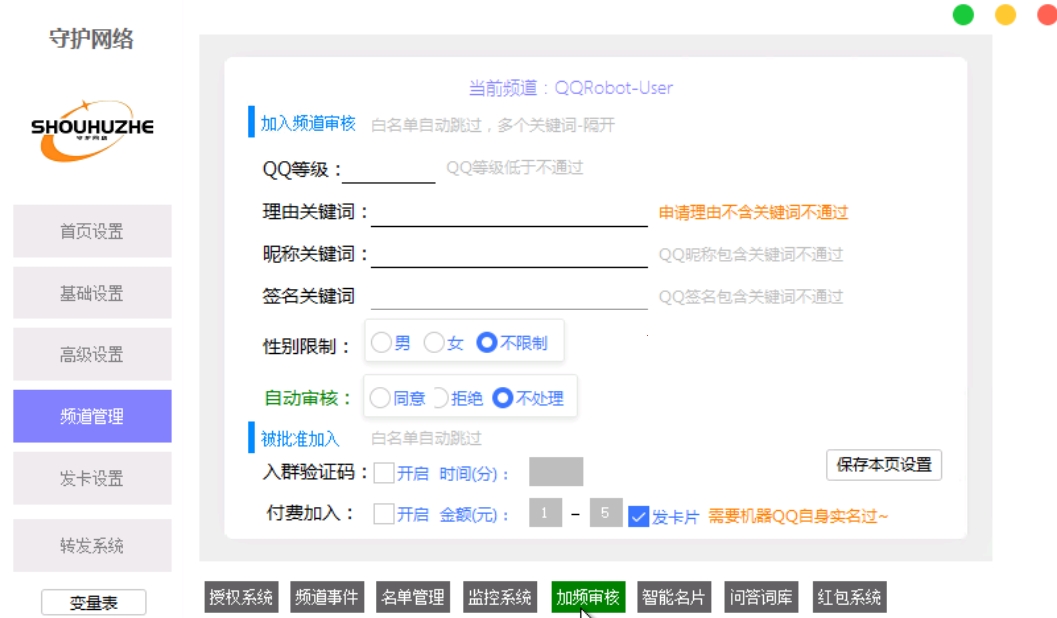 守护网络
SHOUHUZHE
守护网络
首页设置
基础设置
高级设置
频道管理
发卡设置
转发系统
变量表
当前频道：QQRobot-User
加入频道审核 白名单自动跳过，多个关键词-隔开
QQ等级： QQ等级低于不通过
理由关键词： 申请理由不含关键词不通过
昵称关键词： QQ昵称包含关键词不通过
签名关键词 QQ签名包含关键词不通过
性别限制： 男 女 不限制
自动审核： 同意 拒绝 不处理
被批准加入 白名单自动跳过
入群验证码： 开启 时间(分)：
保存本页设置
付费加入： 开启 金额(元)： 1 - 5 发卡片 需要机器QQ自身实名过~
授权系统 频道事件 名单管理 监控系统 加频审核 智能名片 问答词库 红包系统